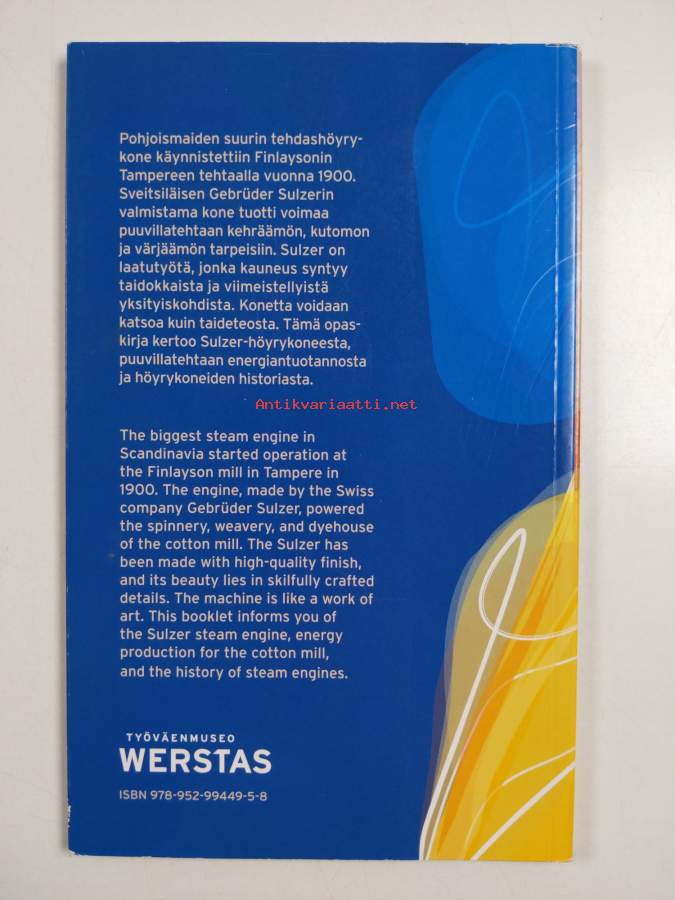 Pohjoismaiden suurin tehdashöyry-
kone käynnistettiin Finlaysonin
Tampereen tehtaalla vuonna 1900.
Sveitsiläisen Gebrüder Sulzerin
valmistama kone tuotti voimaa
puuvillatehtaan kehräämön, kutomon
ja värjäämön tarpeisiin. Sulzer on
laatutyötä, jonka kauneus syntyy
taidokkaista ja viimeistellyistä
yksityiskohdista. Konetta voidaan
katsoa kuin taideteosta. Tämä opas-
kirja kertoo Sulzer-höyrykoneesta,
puuvillatehtaan energiantuotannosta
ja höyrykoneiden historiasta.
Antikvariaatti.net
The biggest steam engine in
Scandinavia started operation at
the Finlayson mill in Tampere in
1900. The engine, made by the Swiss
company Gebrüder Sulzer, powered
the spinnery, weavery, and dyehouse
of the cotton mill. The Sulzer has
been made with high-quality finish,
and its beauty lies in skilfully crafted
details. The machine is like a work of
art. This booklet informs you of
the Sulzer steam engine, energy
production for the cotton mill,
and the history of steam engines.
TYÖVÄENMUSEO
WERSTAS
ISBN 978-952-99449-5-8